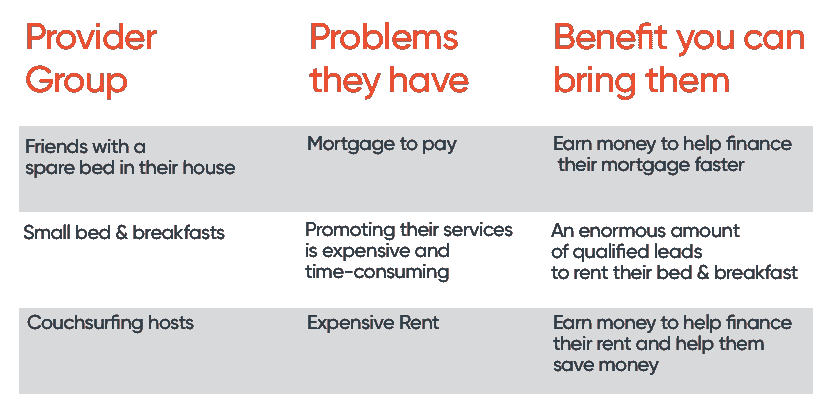 Provider
Group
Problems
they have
Benefit you can
bring them
Friends with a
spare bed in their house
Mortgage to pay
Earn money to help finance
their mortgage faster
Small bed & breakfasts
Promoting their services
is expensive and
time-consuming
An enormous amount
of qualified leads
to rent their bed & breakfast
Couchsurfing hosts
Expensive Rent
Earn money to help finance
their rent and help them
save money